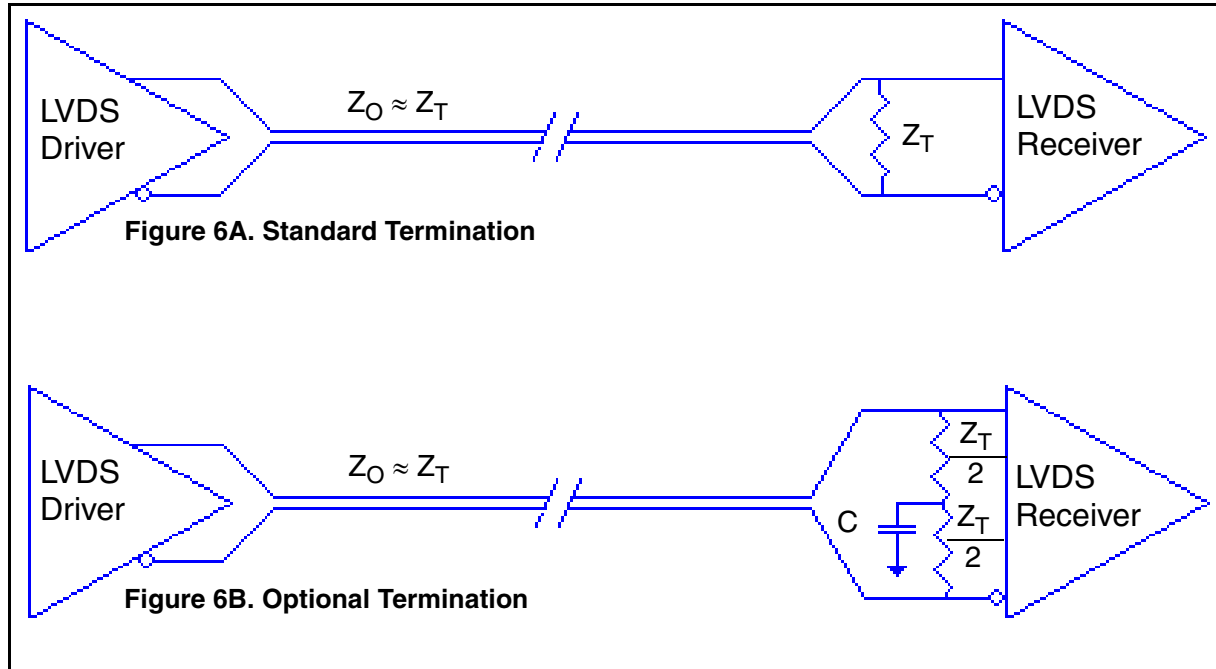 LVDS
Driver
Z_O ≈ Z_T
Z_T
LVDS
Receiver
Figure 6A. Standard Termination
LVDS
Driver
Z_O ≈ Z_T
C
Z_T
2
Z_T
2
LVDS
Receiver
Figure 6B. Optional Termination